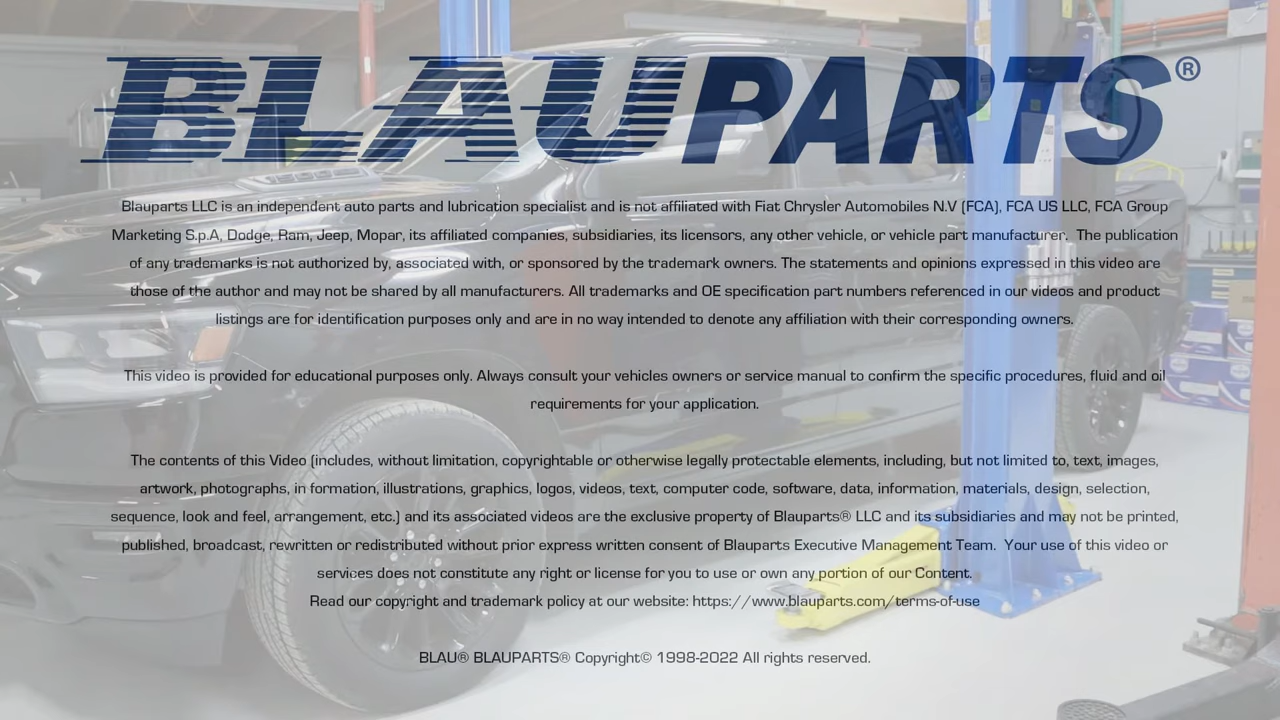 BLAUPARTS®
Blauparts LLC is an independent auto parts and lubrication specialist and is not affiliated with Fiat Chrysler Automobiles N.V (FCA), FCA US LLC, FCA Group
Marketing S.p.A, Dodge, Ram, Jeep, Mopar, its affiliated companies, subsidiaries, its licensors, any other vehicle, or vehicle part manufacturer.  The publication
of any trademarks is not authorized by, associated with, or sponsored by the trademark owners. The statements and opinions expressed in this video are
those of the author and may not be shared by all manufacturers. All trademarks and OE specification part numbers referenced in our videos and product
listings are for identification purposes only and are in no way intended to denote any affiliation with their corresponding owners.
This video is provided for educational purposes only. Always consult your vehicles owners or service manual to confirm the specific procedures, fluid and oil
requirements for your application.
The contents of this Video (includes, without limitation, copyrightable or otherwise legally protectable elements, including, but not limited to, text, images,
artwork, photographs, in formation, illustrations, graphics, logos, videos, text, computer code, software, data, information, materials, design, selection,
sequence, look and feel, arrangement, etc.) and its associated videos are the exclusive property of Blauparts® LLC and its subsidiaries and may not be printed,
published, broadcast, rewritten or redistributed without prior express written consent of Blauparts Executive Management Team.  Your use of this video or
services does not constitute any right or license for you to use or own any portion of our Content.
Read our copyright and trademark policy at our website: https://www.blauparts.com/terms-of-use
BLAU® BLAUPARTS® Copyright© 1998-2022 All rights reserved.